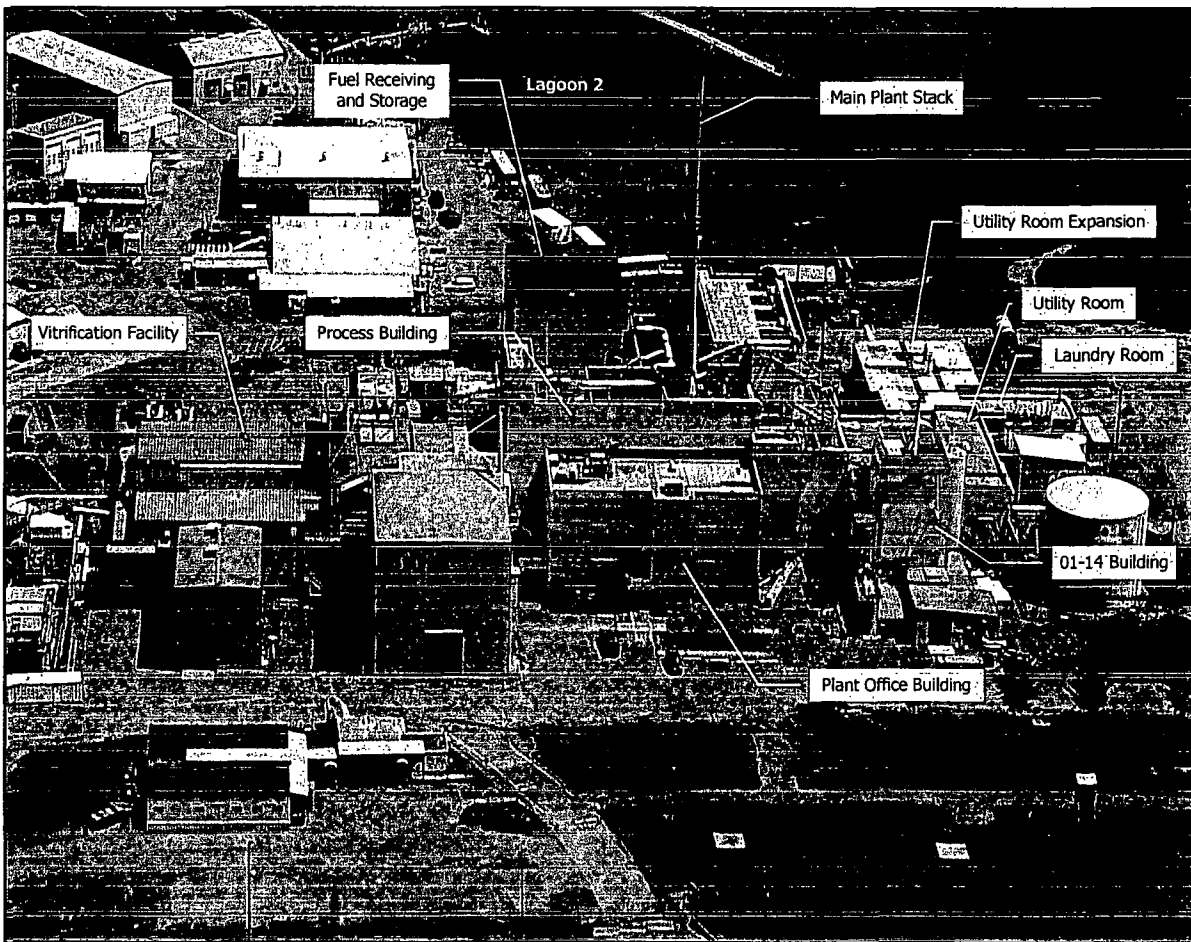 Fuel Receiving
and Storage
Lagoon 2
Main Plant Stack
Utility Room Expansion
Utility Room
Vitrification Facility
Process Building
Laundry Room
01-14 Building
Plant Office Building